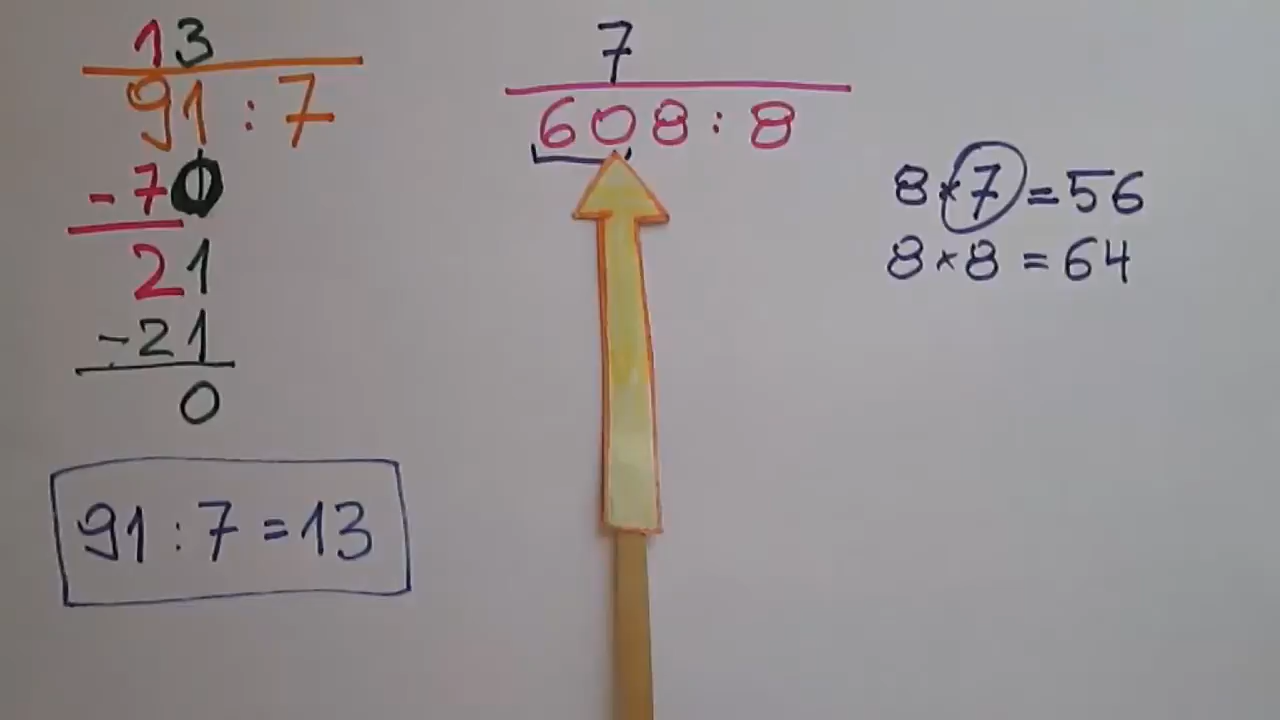 13
91 : 7
- 70
21
- 21
0
91 : 7 = 13
7
608 : 8
8 × 7 = 56
8 × 8 = 64